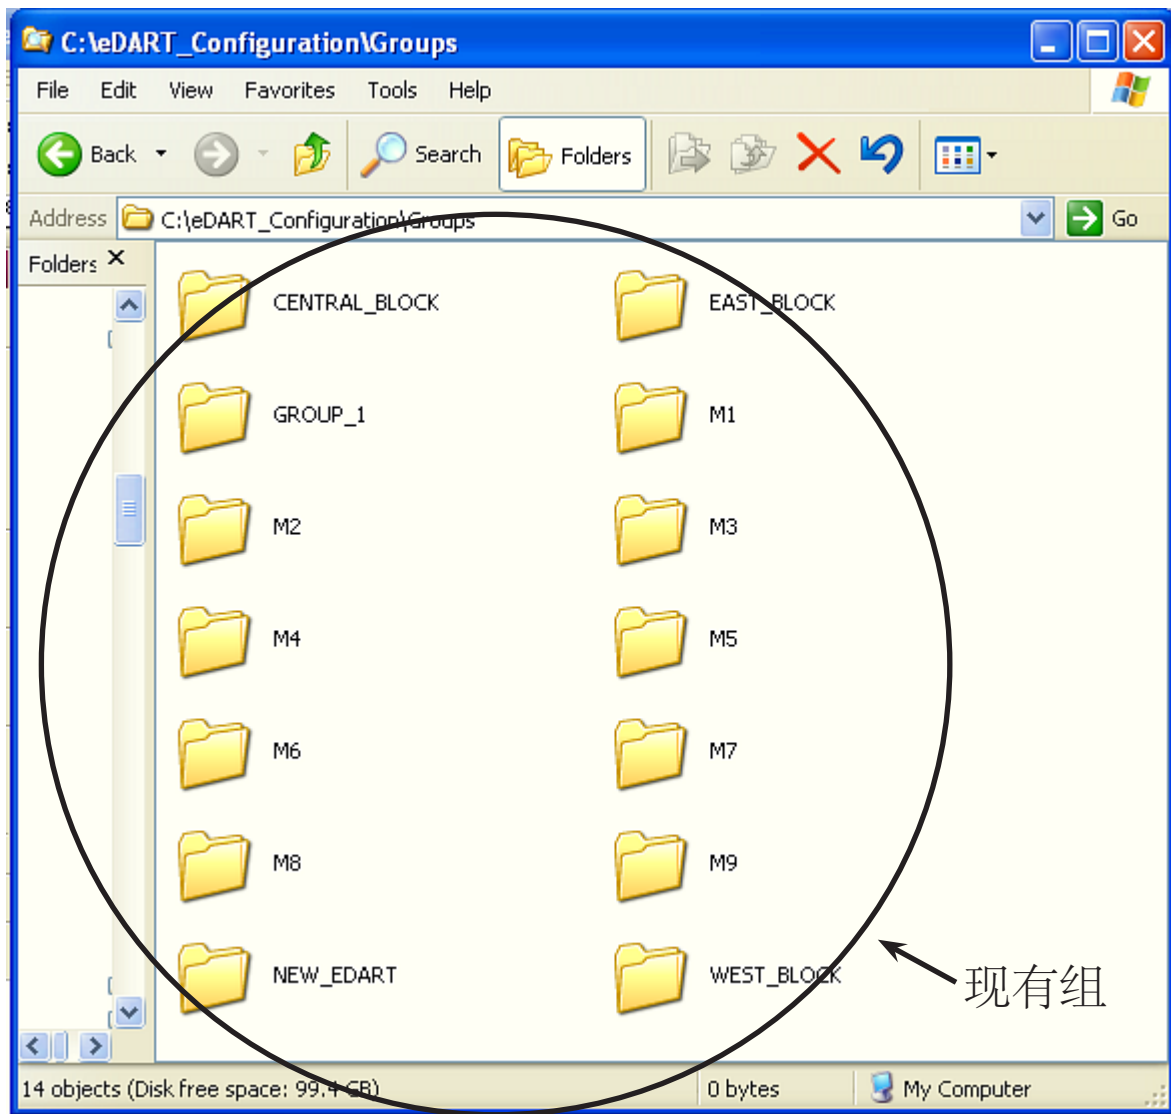 C:\eDART_Configuration\Groups
File Edit View Favorites Tools Help
Back Search Folders
Address C:\eDART_Configuration\Groups Go
Folders
CENTRAL_BLOCK EAST_BLOCK
GROUP_1 M1
M2 M3
M4 M5
M6 M7
M8 M9
NEW_EDART WEST_BLOCK
现有组
14 objects (Disk free space: 99.4 GB) 0 bytes My Computer